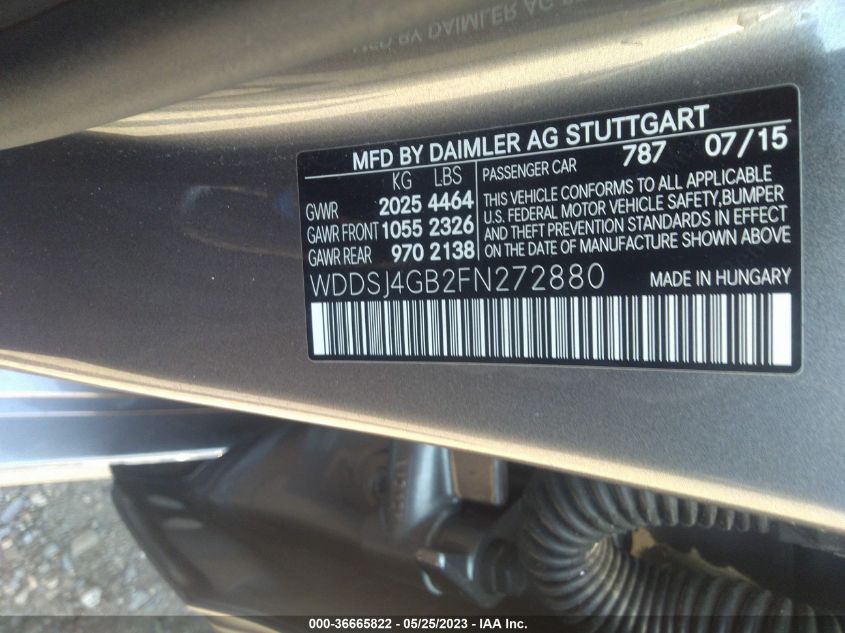 MFD BY DAIMLER AG STUTTGART
KG LBS
GVWR 2025 4464
GAWR FRONT 1055 2326
GAWR REAR 970 2138
PASSENGER CAR 787 07/15
THIS VEHICLE CONFORMS TO ALL APPLICABLE
U.S. FEDERAL MOTOR VEHICLE SAFETY,BUMPER
AND THEFT PREVENTION STANDARDS IN EFFECT
ON THE DATE OF MANUFACTURE SHOWN ABOVE
WDDSJ4GB2FN272880 MADE IN HUNGARY
000-36665822 - 05/25/2023 - IAA Inc.